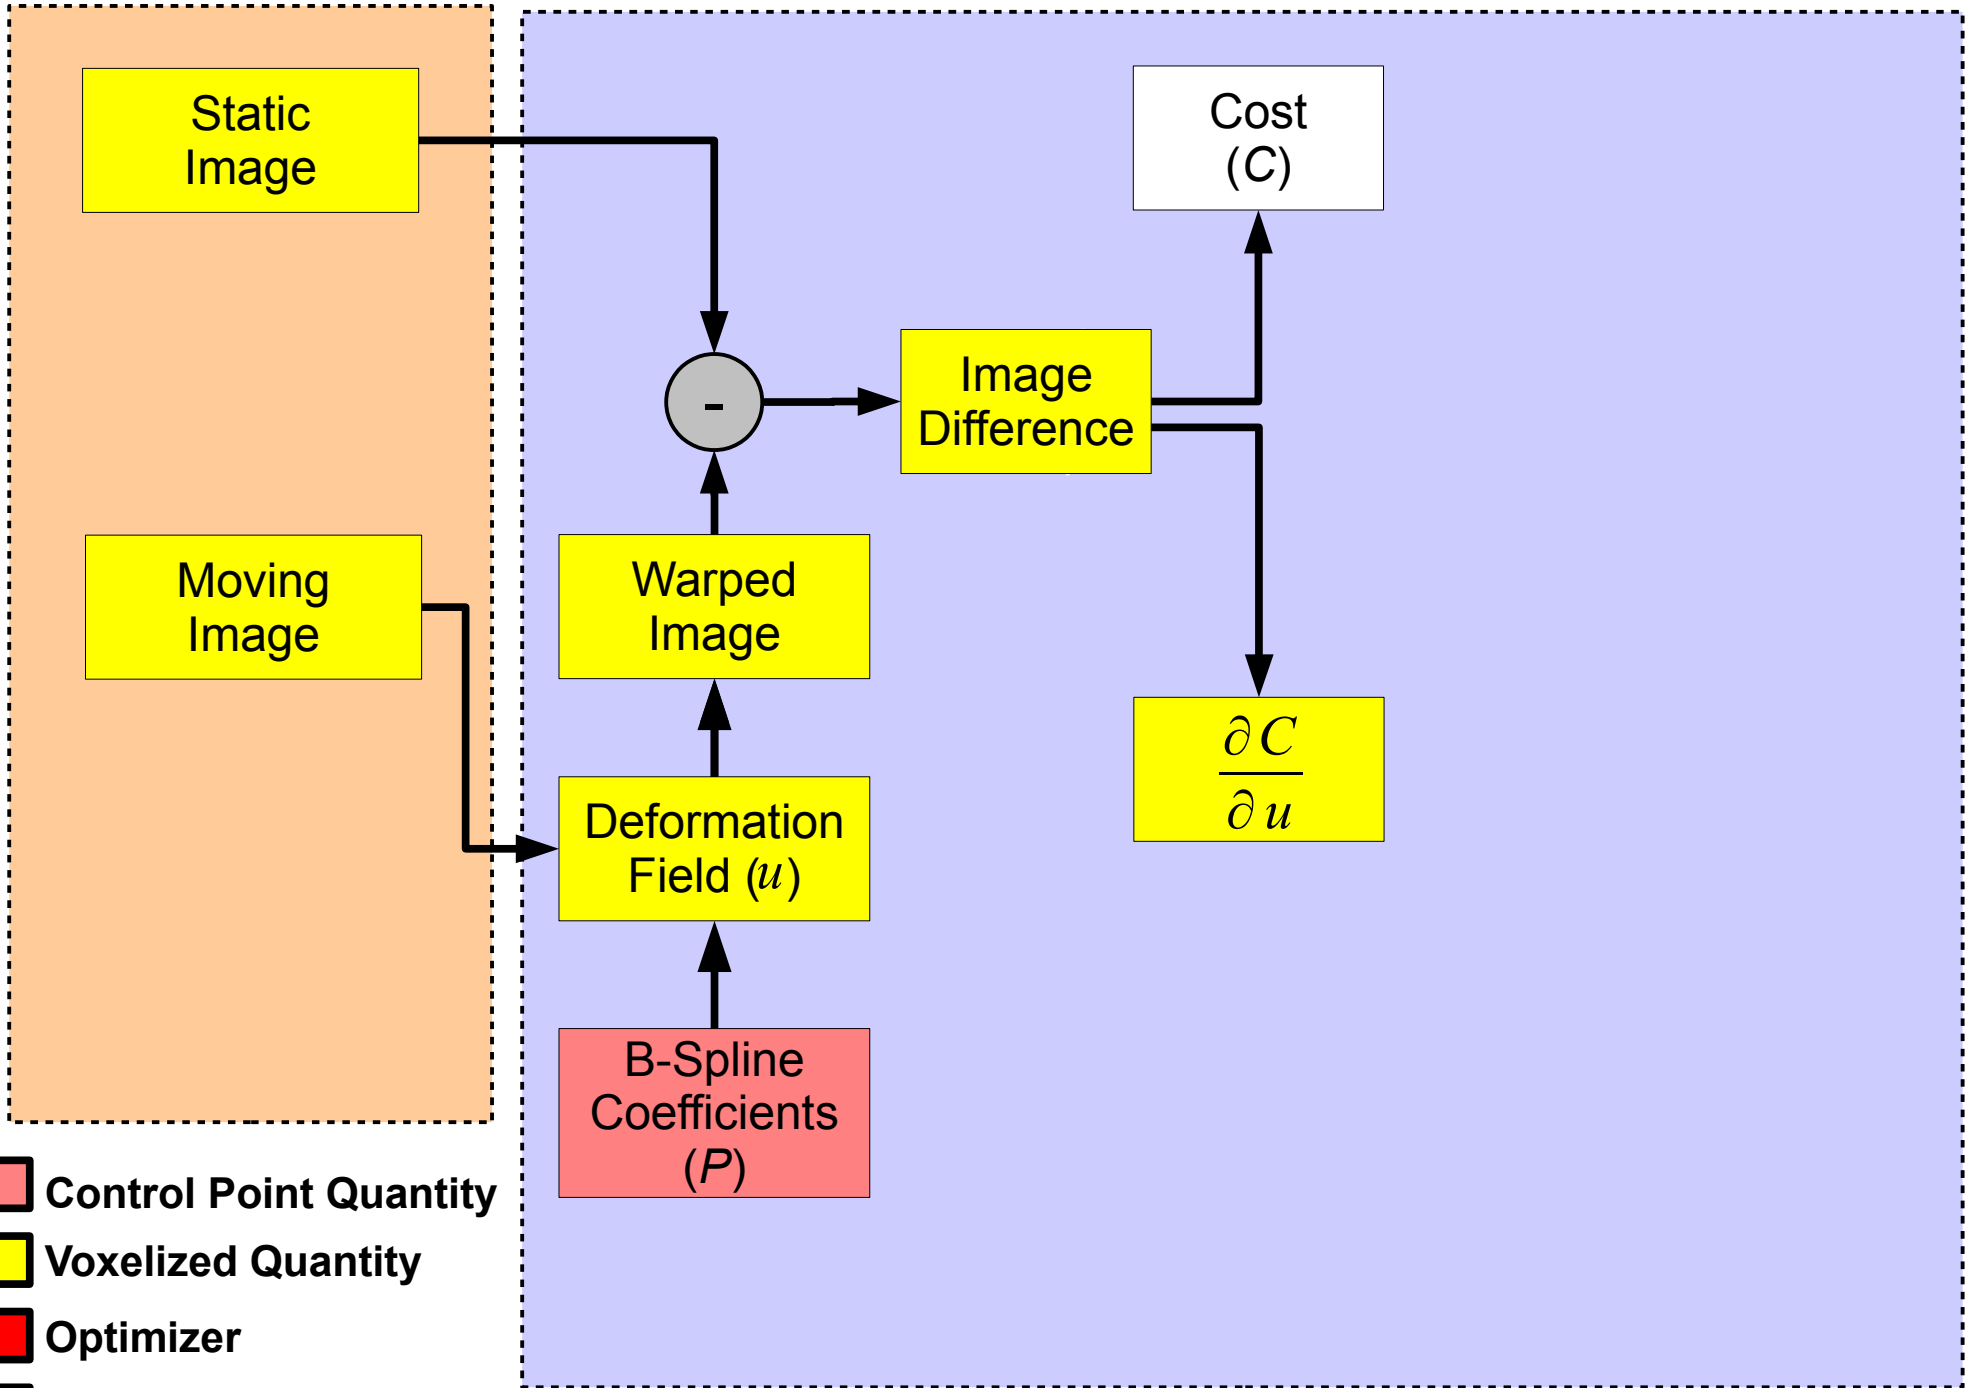 Static
Image
Cost
(C)
-
Image
Difference
Moving
Image
Warped
Image
∂ C
∂ u
Deformation
Field (u)
B-Spline
Coefficients
(P)
Control Point Quantity
Voxelized Quantity
Optimizer